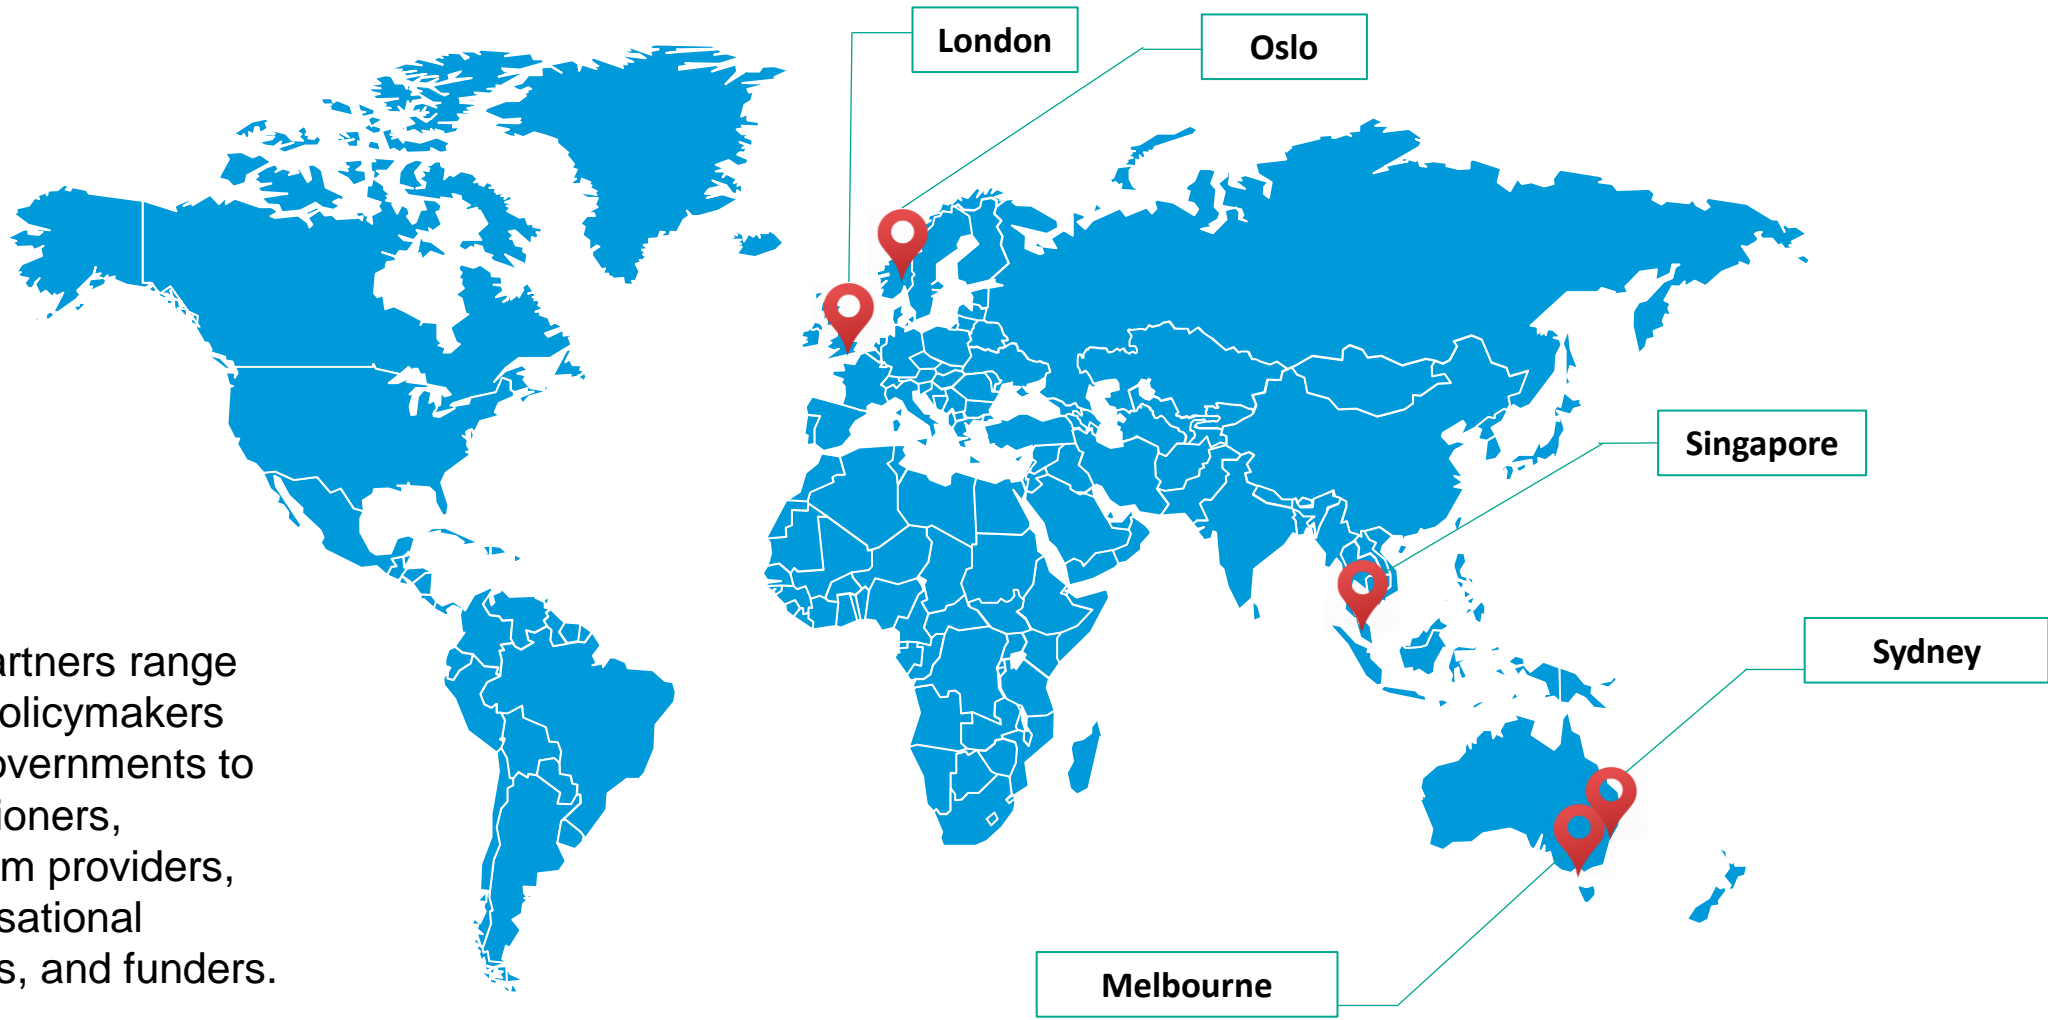 London
Oslo
Singapore
Sydney
Melbourne
artners range
olicymakers
overnments to
ioners,
m providers,
sational
s, and funders.